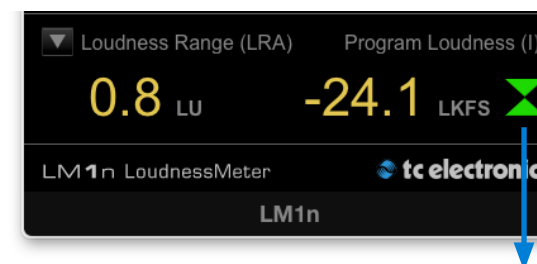 Loudness Range (LRA) Program Loudness (I)
0.8 LU -24.1 LKFS
LM1n LoudnessMeter tc electronic
LM1n